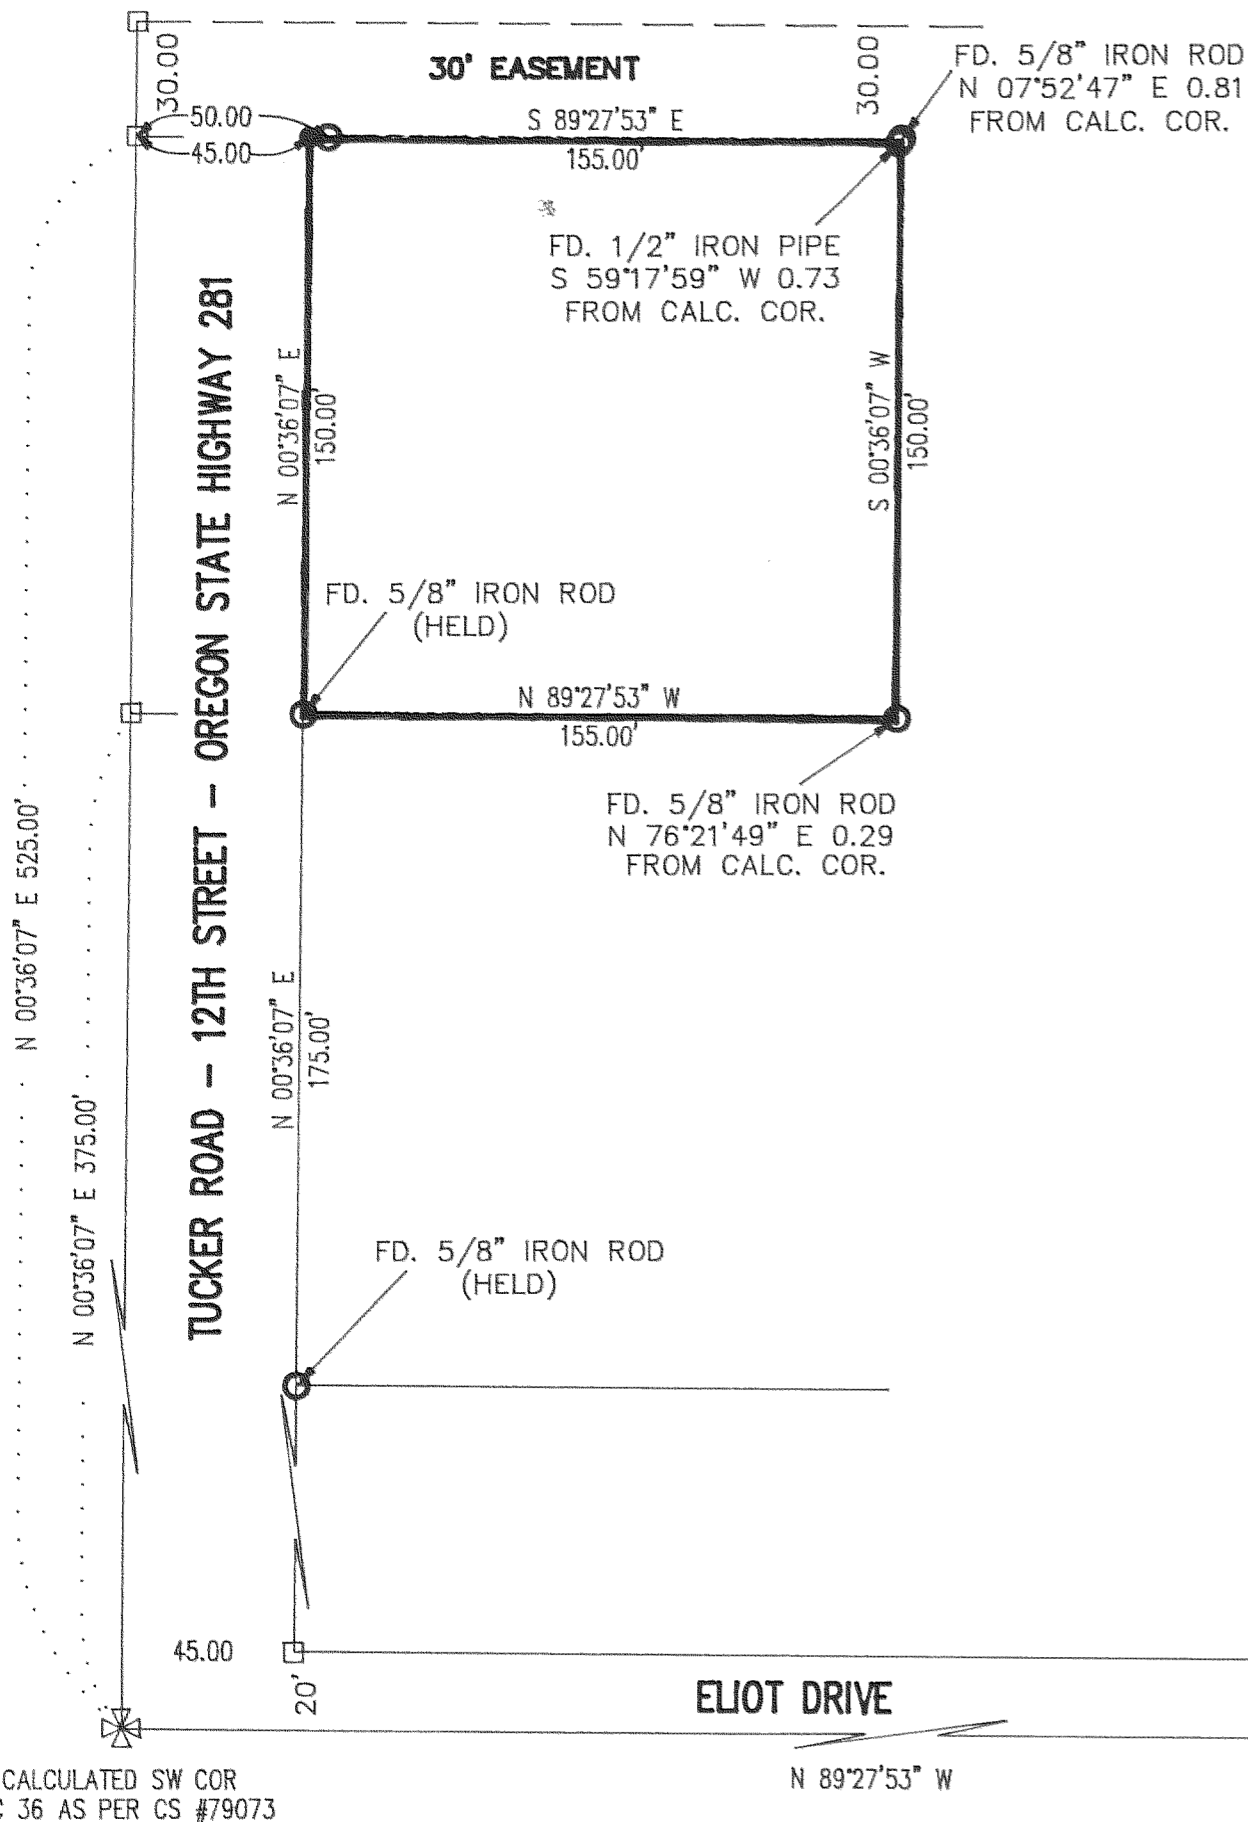 30.00
30' EASEMENT
30.00
FD. 5/8" IRON ROD
N 07°52'47" E 0.81
FROM CALC. COR.
50.00
45.00
S 89°27'53" E
155.00'
FD. 1/2" IRON PIPE
S 59°17'59" W 0.73
FROM CALC. COR.
N 00°36'07" E
150.00'
S 00°36'07" W
150.00'
TUCKER ROAD - 12TH STREET - OREGON STATE HIGHWAY 281
FD. 5/8" IRON ROD
(HELD)
N 89°27'53" W
155.00'
FD. 5/8" IRON ROD
N 76°21'49" E 0.29
FROM CALC. COR.
N 00°36'07" E 525.00'
N 00°36'07" E 375.00'
N 00°36'07" E
175.00'
FD. 5/8" IRON ROD
(HELD)
45.00
20'
ELIOT DRIVE
N 89°27'53" W
CALCULATED SW COR
C 36 AS PER CS #79073